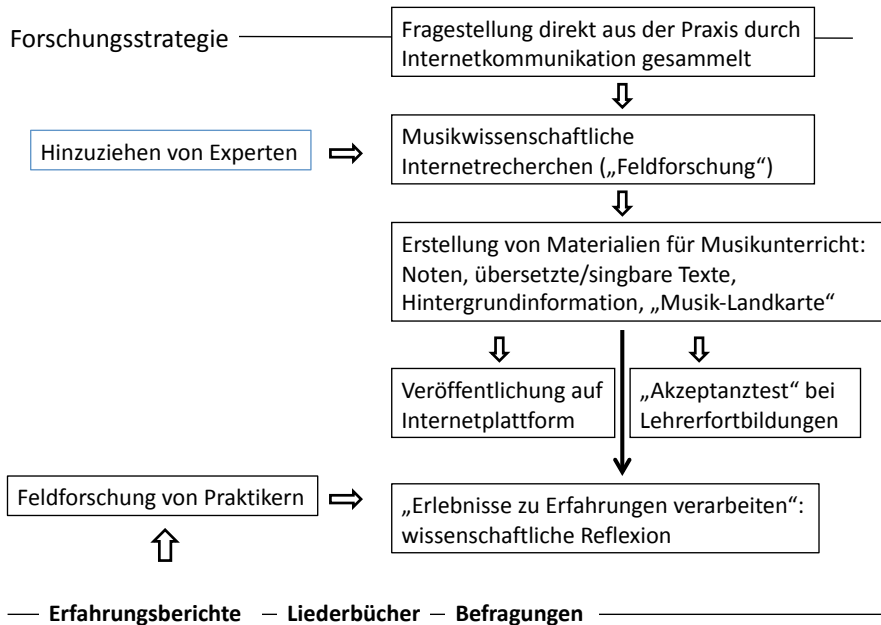 Forschungsstrategie
Fragestellung direkt aus der Praxis durch
Internetkommunikation gesammelt
Hinzuziehen von Experten
Musikwissenschaftliche
Internetrecherchen („Feldforschung“)
Erstellung von Materialien für Musikunterricht:
Noten, übersetzte/singbare Texte,
Hintergrundinformation, „Musik-Landkarte“
Veröffentlichung auf
Internetplattform
„Akzeptanztest“ bei
Lehrerfortbildungen
Feldforschung von Praktikern
„Erlebnisse zu Erfahrungen verarbeiten“:
wissenschaftliche Reflexion
Erfahrungsberichte – Liederbücher – Befragungen